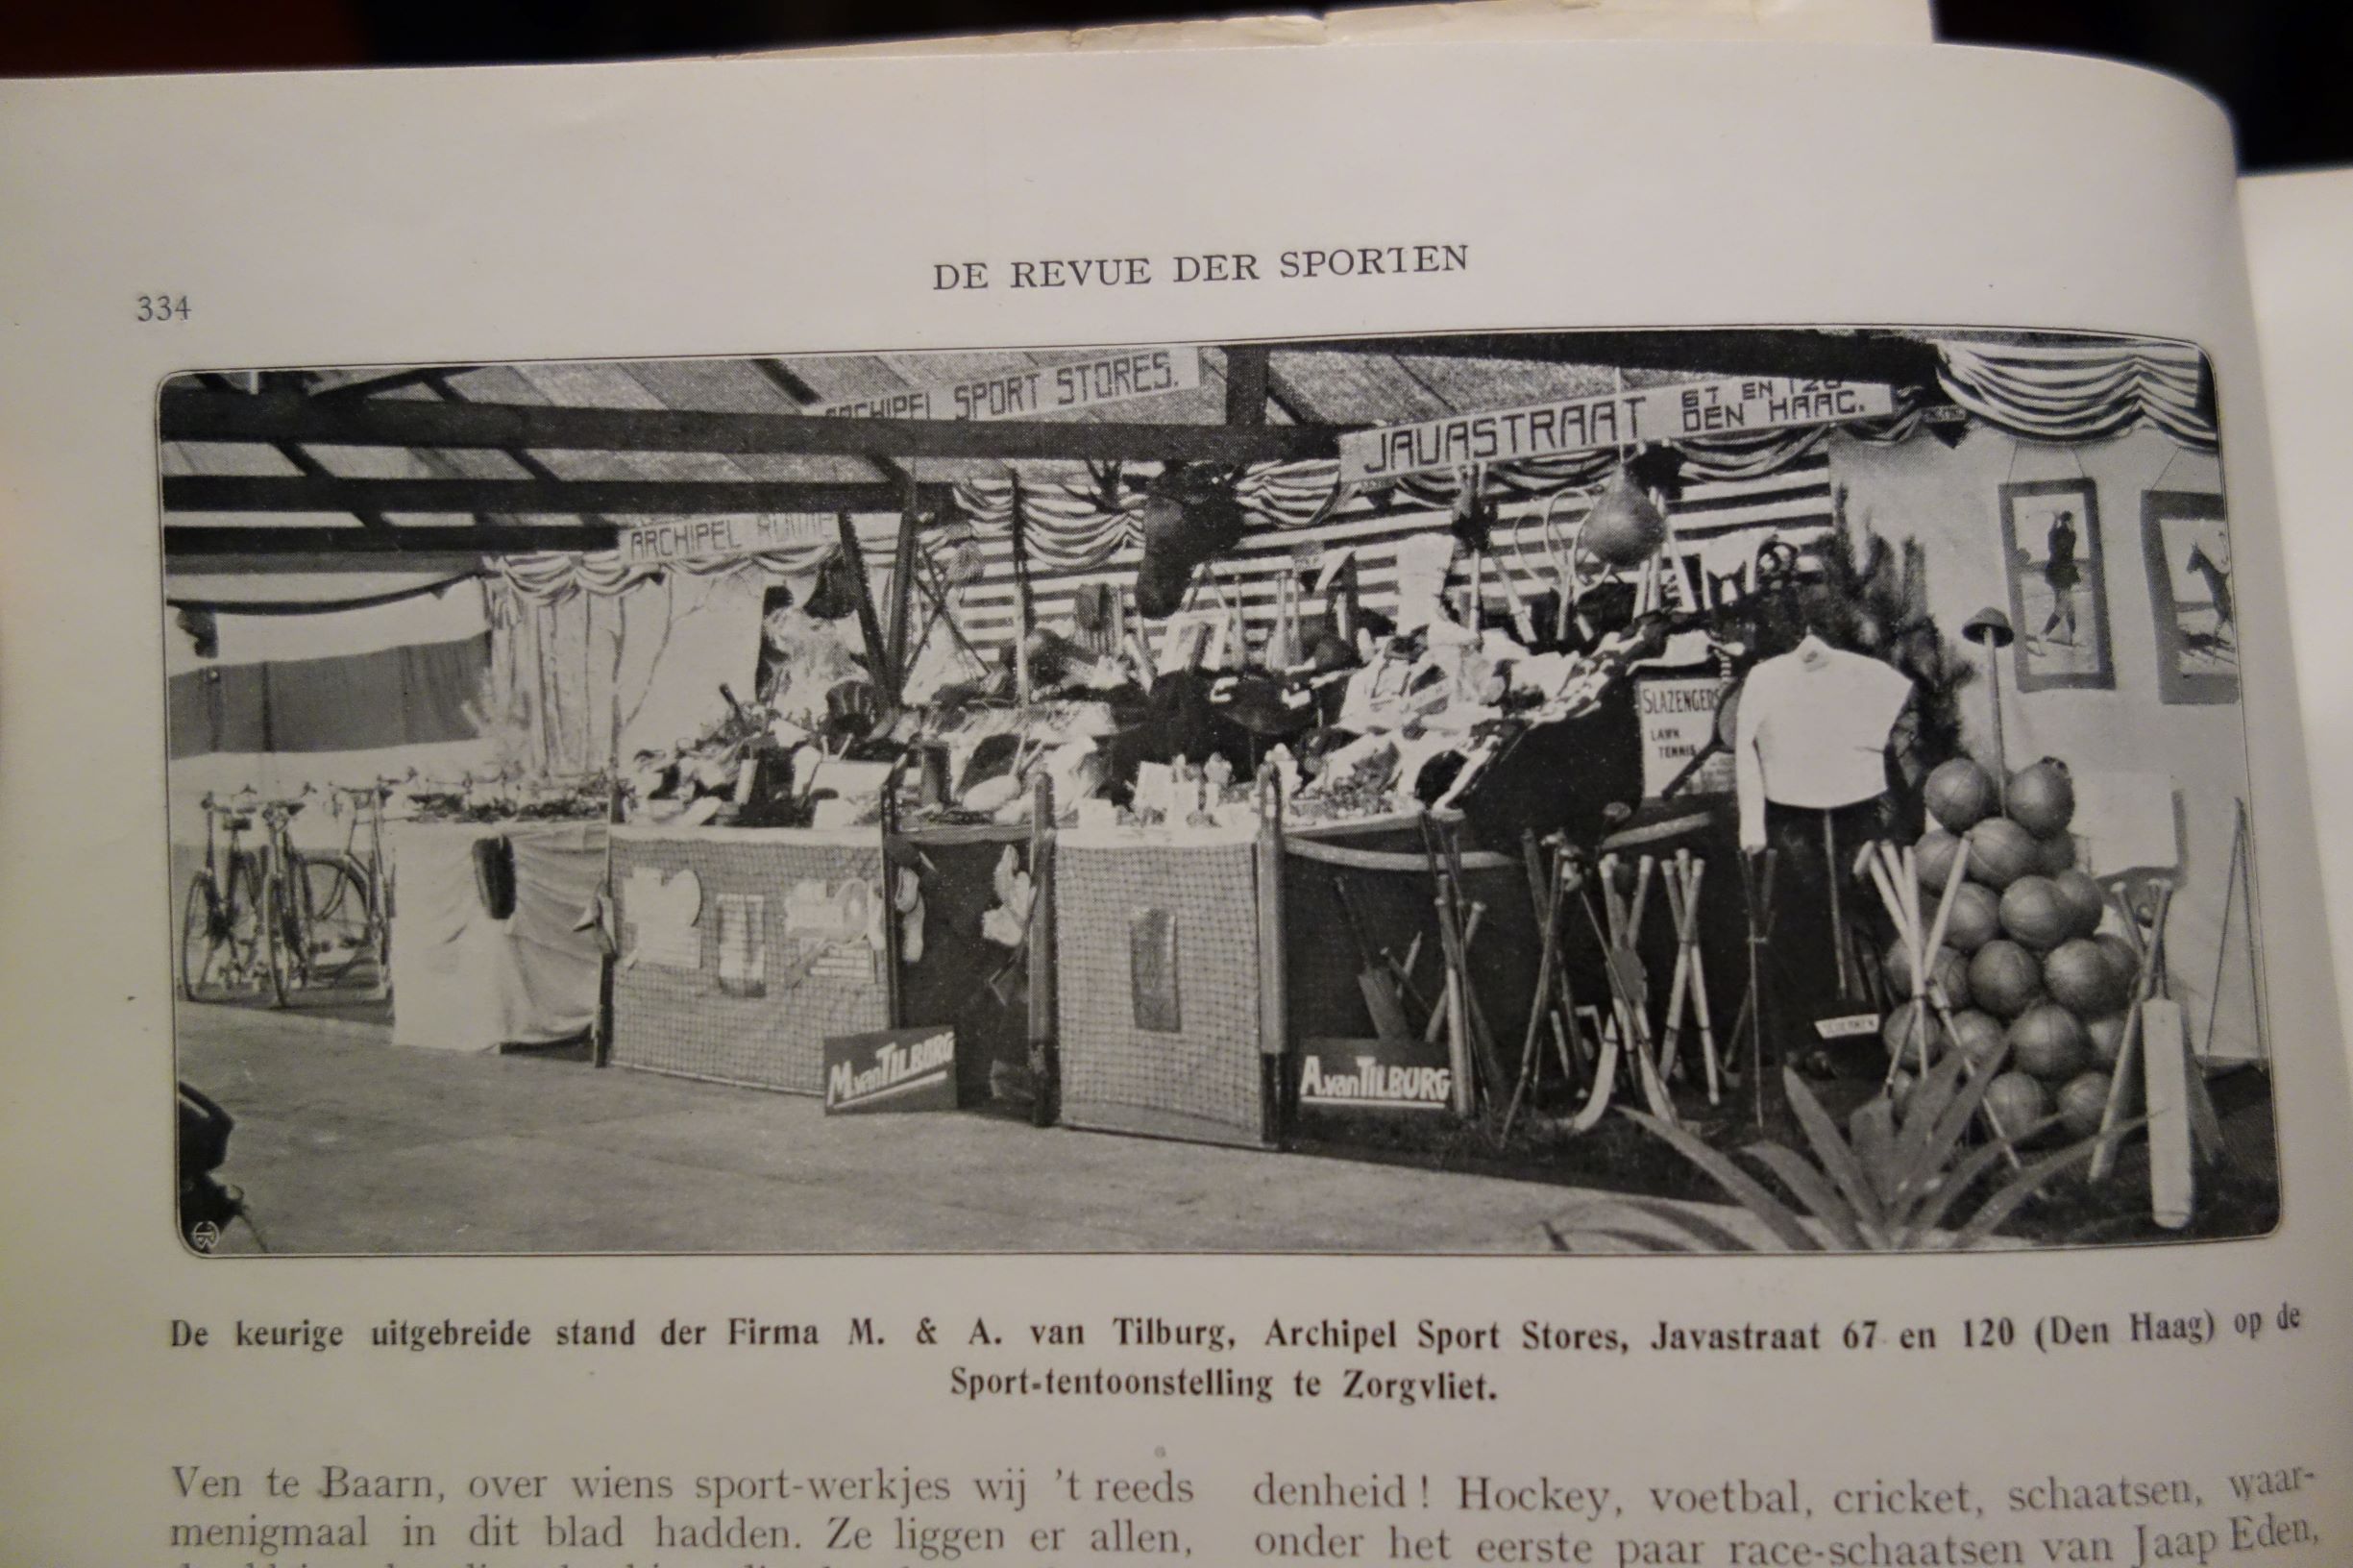 DE REVUE DER SPORTEN
334
ARCHIPEL SPORT STORES.
JAVASTRAAT 67 EN 120
DEN HAAG.
ARCHIPEL
SLAZENGERS
LAWN
TENNIS
M. van TILBURG
A. van TILBURG
De keurige uitgebreide stand der Firma M. & A. van Tilburg, Archipel Sport Stores, Javastraat 67 en 120 (Den Haag) op de
Sport-tentoonstelling te Zorgvliet.
Ven te Baarn, over wiens sport-werkjes wij 't reeds
menigmaal in dit blad hadden. Ze liggen er allen,
denheid! Hockey, voetbal, cricket, schaatsen, waar-
onder het eerste paar race-schaatsen van Jaap Eden,